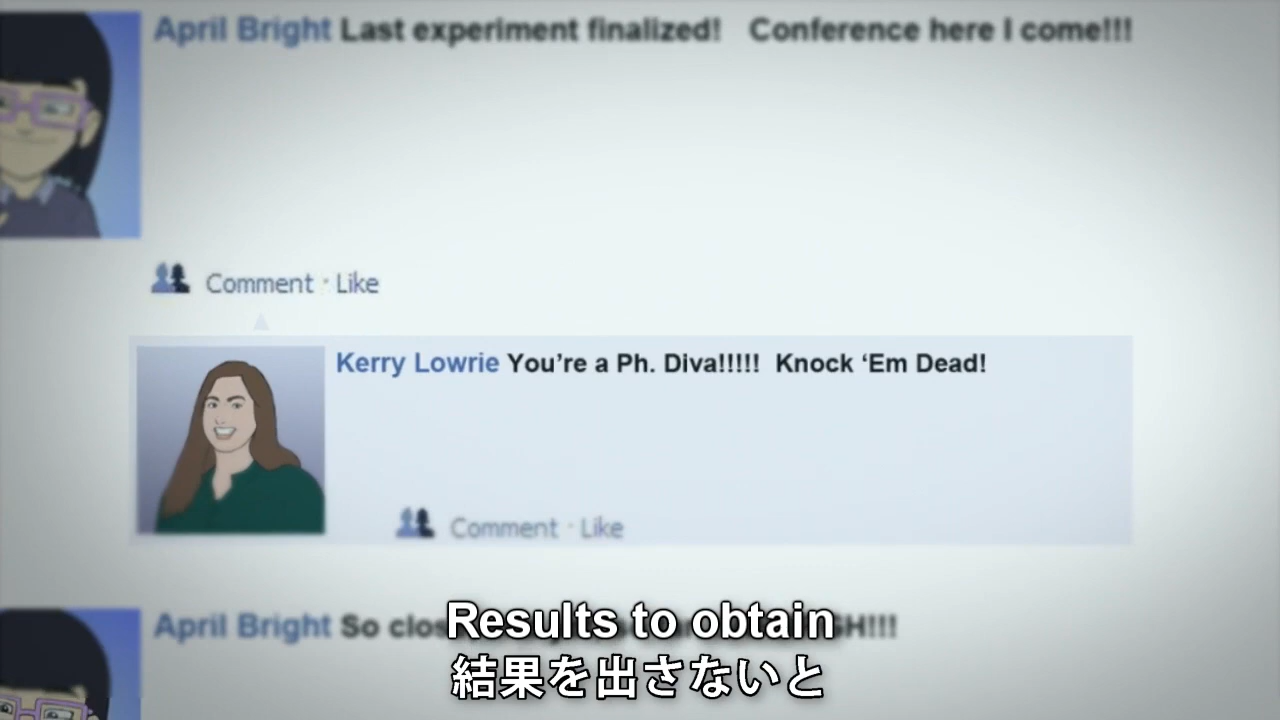 April Bright Last experiment finalized! Conference here I come!!!
Comment · Like
Kerry Lowrie You're a Ph. Diva!!!!! Knock 'Em Dead!
Comment · Like
April Bright So clos
Results to obtain
結果を出さないと